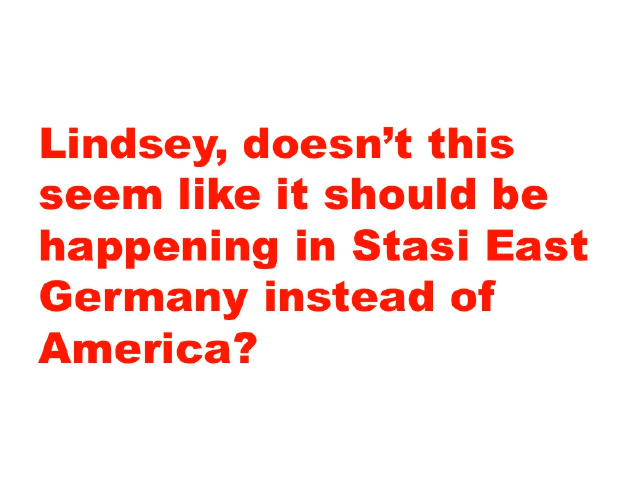 Lindsey, doesn’t this
seem like it should be
happening in Stasi East
Germany instead of
America?